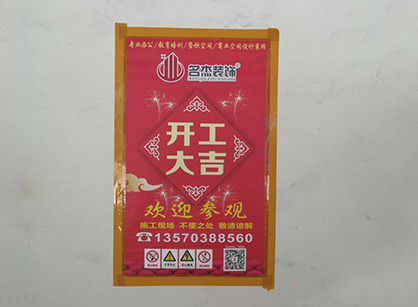 专业办公/教育培训/餐饮空间/商业空间设计装饰
名杰装饰®
开工
大吉
欢迎参观
施工现场 不便之处 敬请谅解
☎13570388560